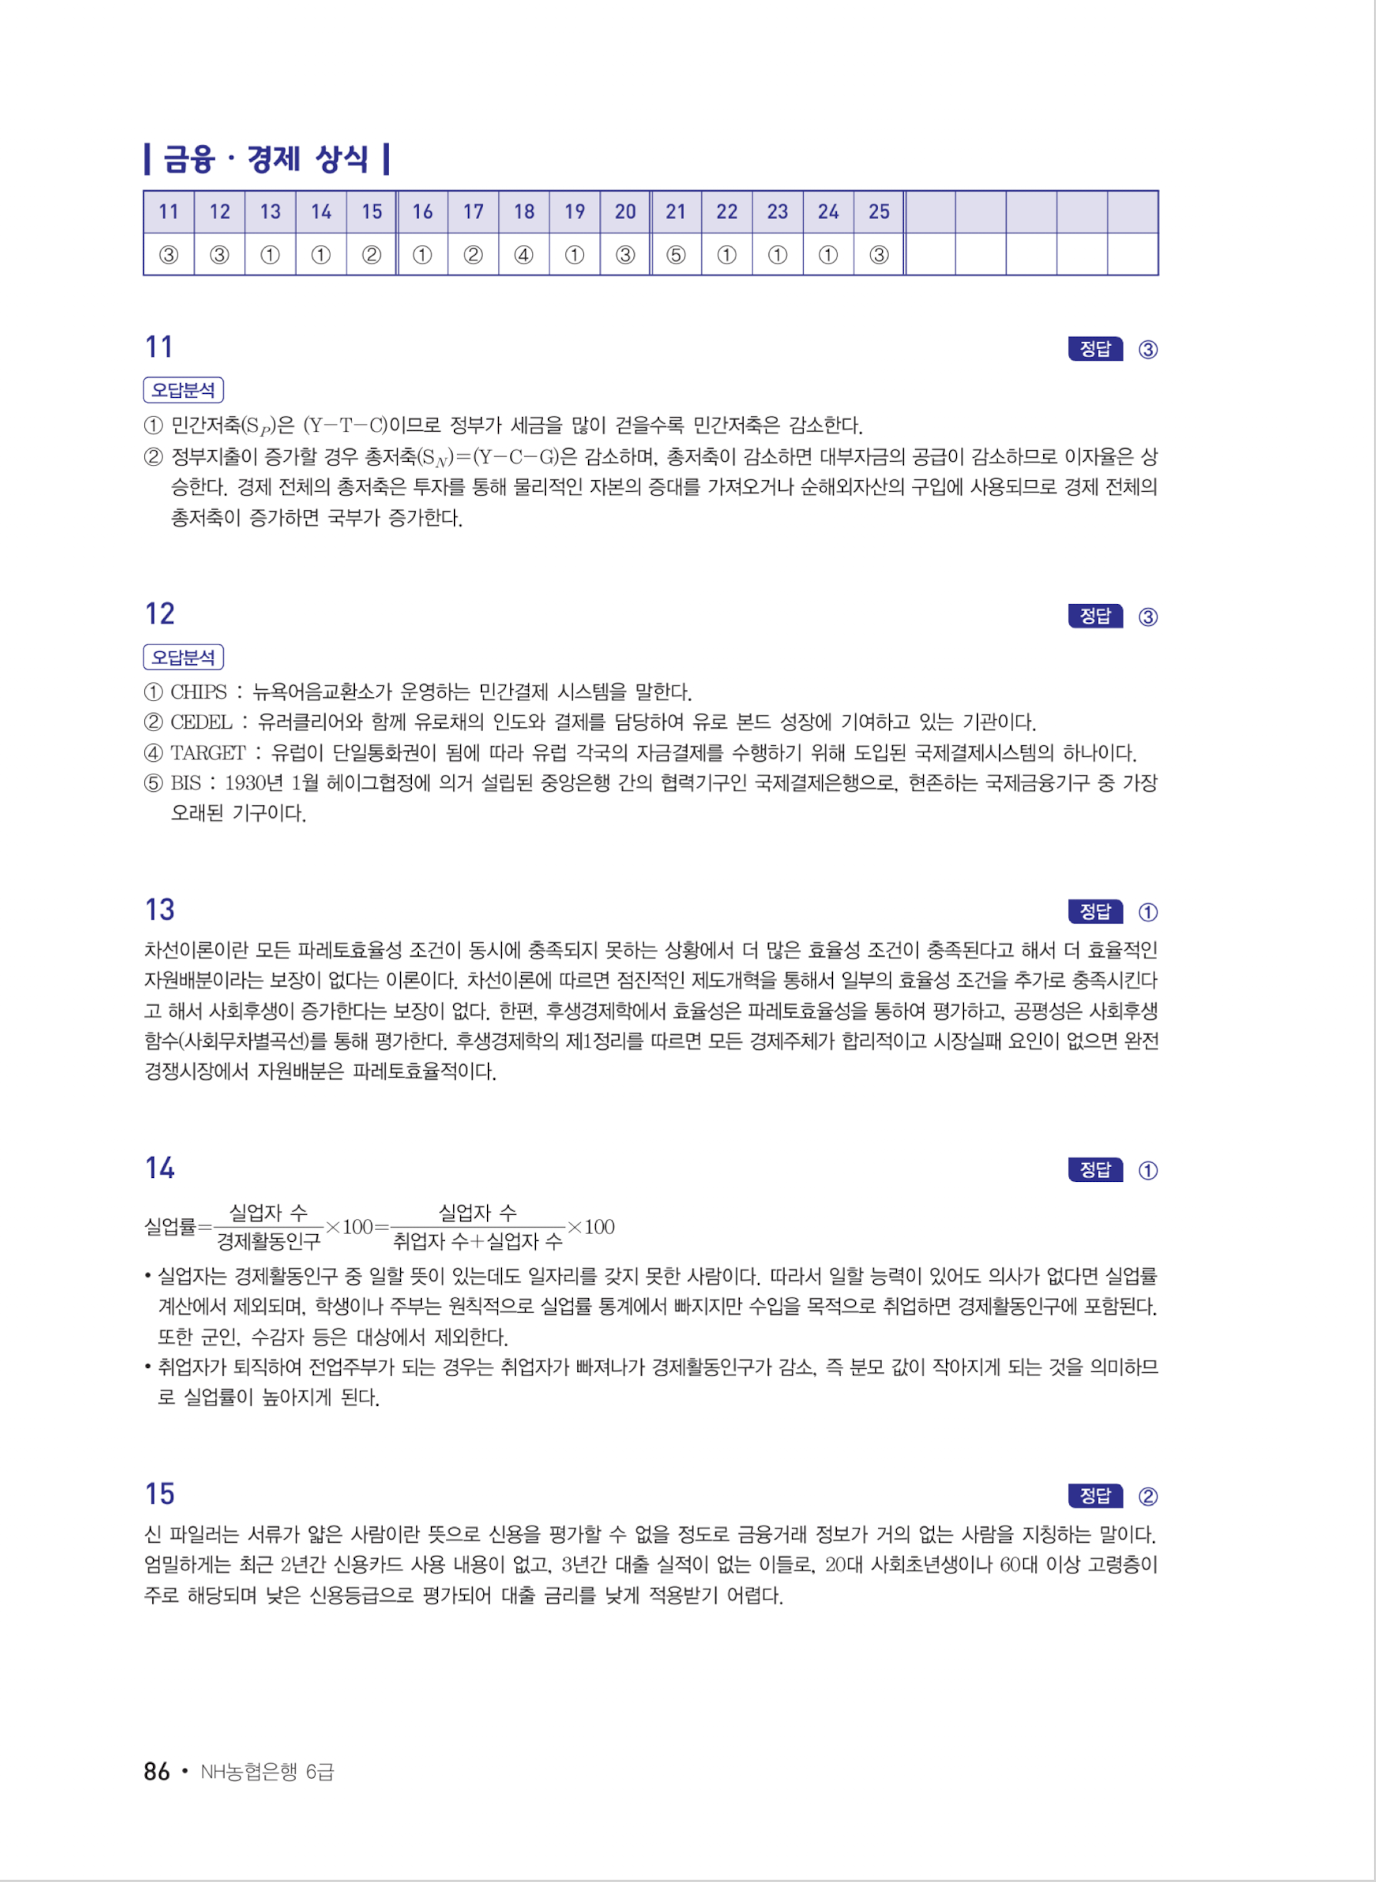 금융 · 경제 상식
11 12 13 14 15 16 17 18 19 20 21 22 23 24 25
③ ③ ① ① ② ① ② ④ ① ③ ⑤ ① ① ① ③
11 정답 ③
오답분석
① 민간저축(S_P)은 (Y－T－C)이므로 정부가 세금을 많이 걷을수록 민간저축은 감소한다.
② 정부지출이 증가할 경우 총저축(S_N)=(Y－C－G)은 감소하며, 총저축이 감소하면 대부자금의 공급이 감소하므로 이자율은 상
승한다. 경제 전체의 총저축은 투자를 통해 물리적인 자본의 증대를 가져오거나 순해외자산의 구입에 사용되므로 경제 전체의
총저축이 증가하면 국부가 증가한다.
12 정답 ③
오답분석
① CHIPS : 뉴욕어음교환소가 운영하는 민간결제 시스템을 말한다.
② CEDEL : 유러클리어와 함께 유로채의 인도와 결제를 담당하여 유로 본드 성장에 기여하고 있는 기관이다.
④ TARGET : 유럽이 단일통화권이 됨에 따라 유럽 각국의 자금결제를 수행하기 위해 도입된 국제결제시스템의 하나이다.
⑤ BIS : 1930년 1월 헤이그협정에 의거 설립된 중앙은행 간의 협력기구인 국제결제은행으로, 현존하는 국제금융기구 중 가장
오래된 기구이다.
13 정답 ①
차선이론이란 모든 파레토효율성 조건이 동시에 충족되지 못하는 상황에서 더 많은 효율성 조건이 충족된다고 해서 더 효율적인
자원배분이라는 보장이 없다는 이론이다. 차선이론에 따르면 점진적인 제도개혁을 통해서 일부의 효율성 조건을 추가로 충족시킨다
고 해서 사회후생이 증가한다는 보장이 없다. 한편, 후생경제학에서 효율성은 파레토효율성을 통하여 평가하고, 공평성은 사회후생
함수(사회무차별곡선)를 통해 평가한다. 후생경제학의 제1정리를 따르면 모든 경제주체가 합리적이고 시장실패 요인이 없으면 완전
경쟁시장에서 자원배분은 파레토효율적이다.
14 정답 ①
실업률=실업자 수/경제활동인구×100=실업자 수/취업자 수+실업자 수×100
• 실업자는 경제활동인구 중 일할 뜻이 있는데도 일자리를 갖지 못한 사람이다. 따라서 일할 능력이 있어도 의사가 없다면 실업률
계산에서 제외되며, 학생이나 주부는 원칙적으로 실업률 통계에서 빠지지만 수입을 목적으로 취업하면 경제활동인구에 포함된다.
또한 군인, 수감자 등은 대상에서 제외한다.
• 취업자가 퇴직하여 전업주부가 되는 경우는 취업자가 빠져나가 경제활동인구가 감소, 즉 분모 값이 작아지게 되는 것을 의미하므
로 실업률이 높아지게 된다.
15 정답 ②
신 파일러는 서류가 얇은 사람이란 뜻으로 신용을 평가할 수 없을 정도로 금융거래 정보가 거의 없는 사람을 지칭하는 말이다.
엄밀하게는 최근 2년간 신용카드 사용 내용이 없고, 3년간 대출 실적이 없는 이들로, 20대 사회초년생이나 60대 이상 고령층이
주로 해당되며 낮은 신용등급으로 평가되어 대출 금리를 낮게 적용받기 어렵다.
86 • NH농협은행 6급